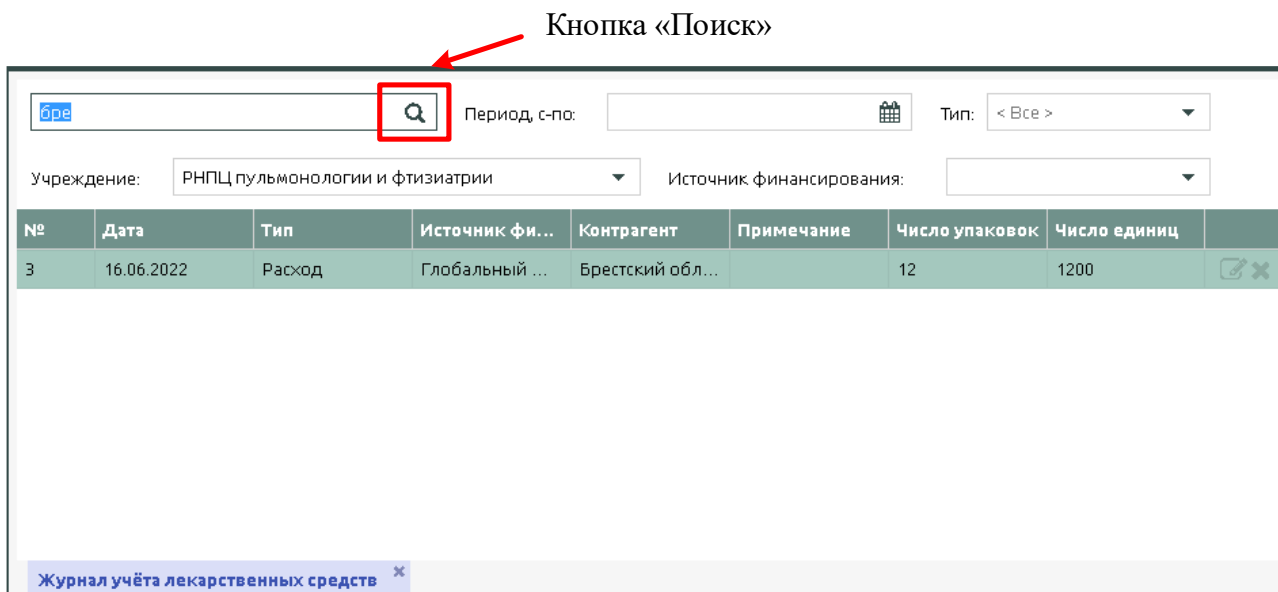 Кнопка «Поиск»
бре Период, с-по: Тип: < Все >
Учреждение: РНПЦ пульмонологии и фтизиатрии Источник финансирования:
№ Дата Тип Источник фи... Контрагент Примечание Число упаковок Число единиц
3 16.06.2022 Расход Глобальный ... Брестский обл... 12 1200
Журнал учёта лекарственных средств